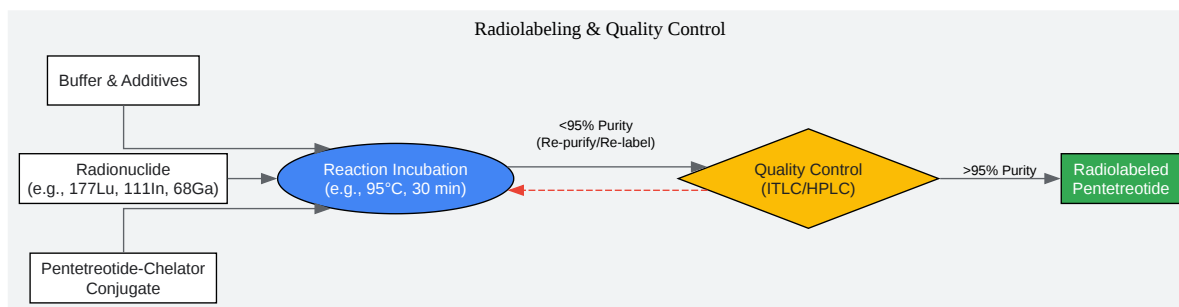 Radiolabeling & Quality Control
Buffer & Additives
Radionuclide
(e.g., 177Lu, 111In, 68Ga)
Pentetreotide-Chelator
Conjugate
Reaction Incubation
(e.g., 95°C, 30 min)
<95% Purity
(Re-purify/Re-label)
Quality Control
(ITLC/HPLC)
>95% Purity
Radiolabeled
Pentetreotide